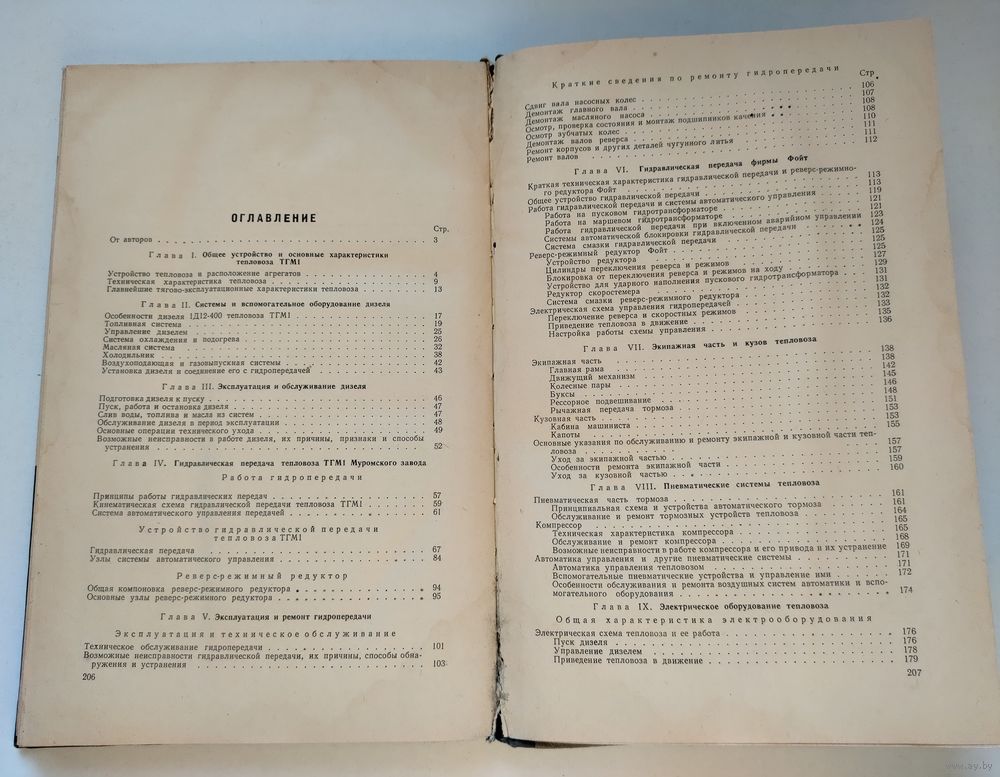 ОГЛАВЛЕНИЕ
Стр.
От авторов 3
Глава I. Общее устройство и основные характеристики
тепловоза ТГМ1
Устройство тепловоза и расположение агрегатов 4
Техническая характеристика тепловоза 9
Главнейшие тягово-эксплуатационные характеристики тепловоза 13
Глава II. Системы и вспомогательное оборудование дизеля
Особенности дизеля 1Д12-400 тепловоза ТГМ1 17
Топливная система 19
Управление дизелем 25
Система охлаждения и подогрева 26
Масляная система 32
Холодильник 38
Воздухоподающая и газовыпускная системы 42
Установка дизеля и соединение его с гидропередачей 43
Глава III. Эксплуатация и обслуживание дизеля
Подготовка дизеля к пуску 46
Пуск, работа и остановка дизеля 47
Слив воды, топлива и масла из систем 47
Обслуживание дизеля в период эксплуатации 48
Основные операции технического ухода 49
Возможные неисправности в работе дизеля, их причины, признаки и способы
устранения 52
Глава IV. Гидравлическая передача тепловоза ТГМ1 Муромского завода
Работа гидропередачи
Принципы работы гидравлических передач 57
Кинематическая схема гидравлической передачи тепловоза ТГМ1 59
Система автоматического управления передачей 61
Устройство гидравлической передачи
тепловоза ТГМ1
Гидравлическая передача 67
Узлы системы автоматического управления 84
Реверс-режимный редуктор
Общая компоновка реверс-режимного редуктора 94
Основные узлы реверс-режимного редуктора 95
Глава V. Эксплуатация и ремонт гидропередачи
Эксплуатация и техническое обслуживание
Техническое обслуживание гидропередачи 101
Возможные неисправности гидравлической передачи, их причины, способы обна-
ружения и устранения 103
206
Краткие сведения по ремонту гидропередачи
Стр.
Сдвиг вала насосных колес 106
Демонтаж главного вала 107
Демонтаж масляного насоса 108
Осмотр, проверка состояния и монтаж подшипников качения 108
Осмотр зубчатых колес 110
Демонтаж валов реверса 111
Ремонт корпусов и других деталей чугунного литья 111
Ремонт валов 112
Глава VI. Гидравлическая передача фирмы Фойт
Краткая техническая характеристика гидравлической передачи и реверс-режимно-
го редуктора Фойт 113
Общее устройство гидравлической передачи 113
Работа гидравлической передачи и системы автоматического управления 119
Работа на пусковом гидротрансформаторе 121
Работа на маршевом гидротрансформаторе 121
Работа гидравлической передачи при включенном аварийном управлении 123
Системы автоматической блокировки гидравлической передачи 124
Система смазки гидравлической передачи 125
Реверс-режимный редуктор Фойт 125
Устройство редуктора 125
Цилиндры переключения реверса и режимов 127
Блокировка от переключения реверса и режимов на ходу 129
Устройство для ударного наполнения пускового гидротрансформатора 131
Редуктор скоростемера 131
Система смазки реверс-режимного редуктора 132
Электрическая схема управления гидропередачей 132
Переключение реверса и скоростных режимов 133
Приведение тепловоза в движение 135
Настройка работы схемы управления 136
Глава VII. Экипажная часть и кузов тепловоза
Экипажная часть 138
Главная рама 138
Движущий механизм 142
Колесные пары 145
Буксы 146
Рессорное подвешивание 148
Рычажная передача тормоза 151
Кузовная часть 153
Кабина машиниста 153
Капоты 155
Основные указания по обслуживанию и ремонту экипажной и кузовной части теп-
ловоза 157
Уход за экипажной частью 157
Особенности ремонта экипажной части 159
Уход за кузовной частью 160
Глава VIII. Пневматические системы тепловоза
Пневматическая часть тормоза 161
Принципиальная схема и устройства автоматического тормоза 161
Обслуживание и ремонт тормозных устройств тепловоза 164
Компрессор 165
Техническая характеристика компрессора 165
Обслуживание и ремонт компрессора 168
Возможные неисправности в работе компрессора и его привода и их устранение 169
Автоматика управления и другие пневматические системы 171
Автоматика управления тепловозом 171
Вспомогательные пневматические устройства и управление ими 172
Особенности обслуживания и ремонта воздушных систем автоматики и вспо-
могательного оборудования 174
Глава IX. Электрическое оборудование тепловоза
Общая характеристика электрооборудования
Электрическая схема тепловоза и ее работа 176
Пуск дизеля 176
Управление дизелем 178
Приведение тепловоза в движение 179
207
www.ay.by